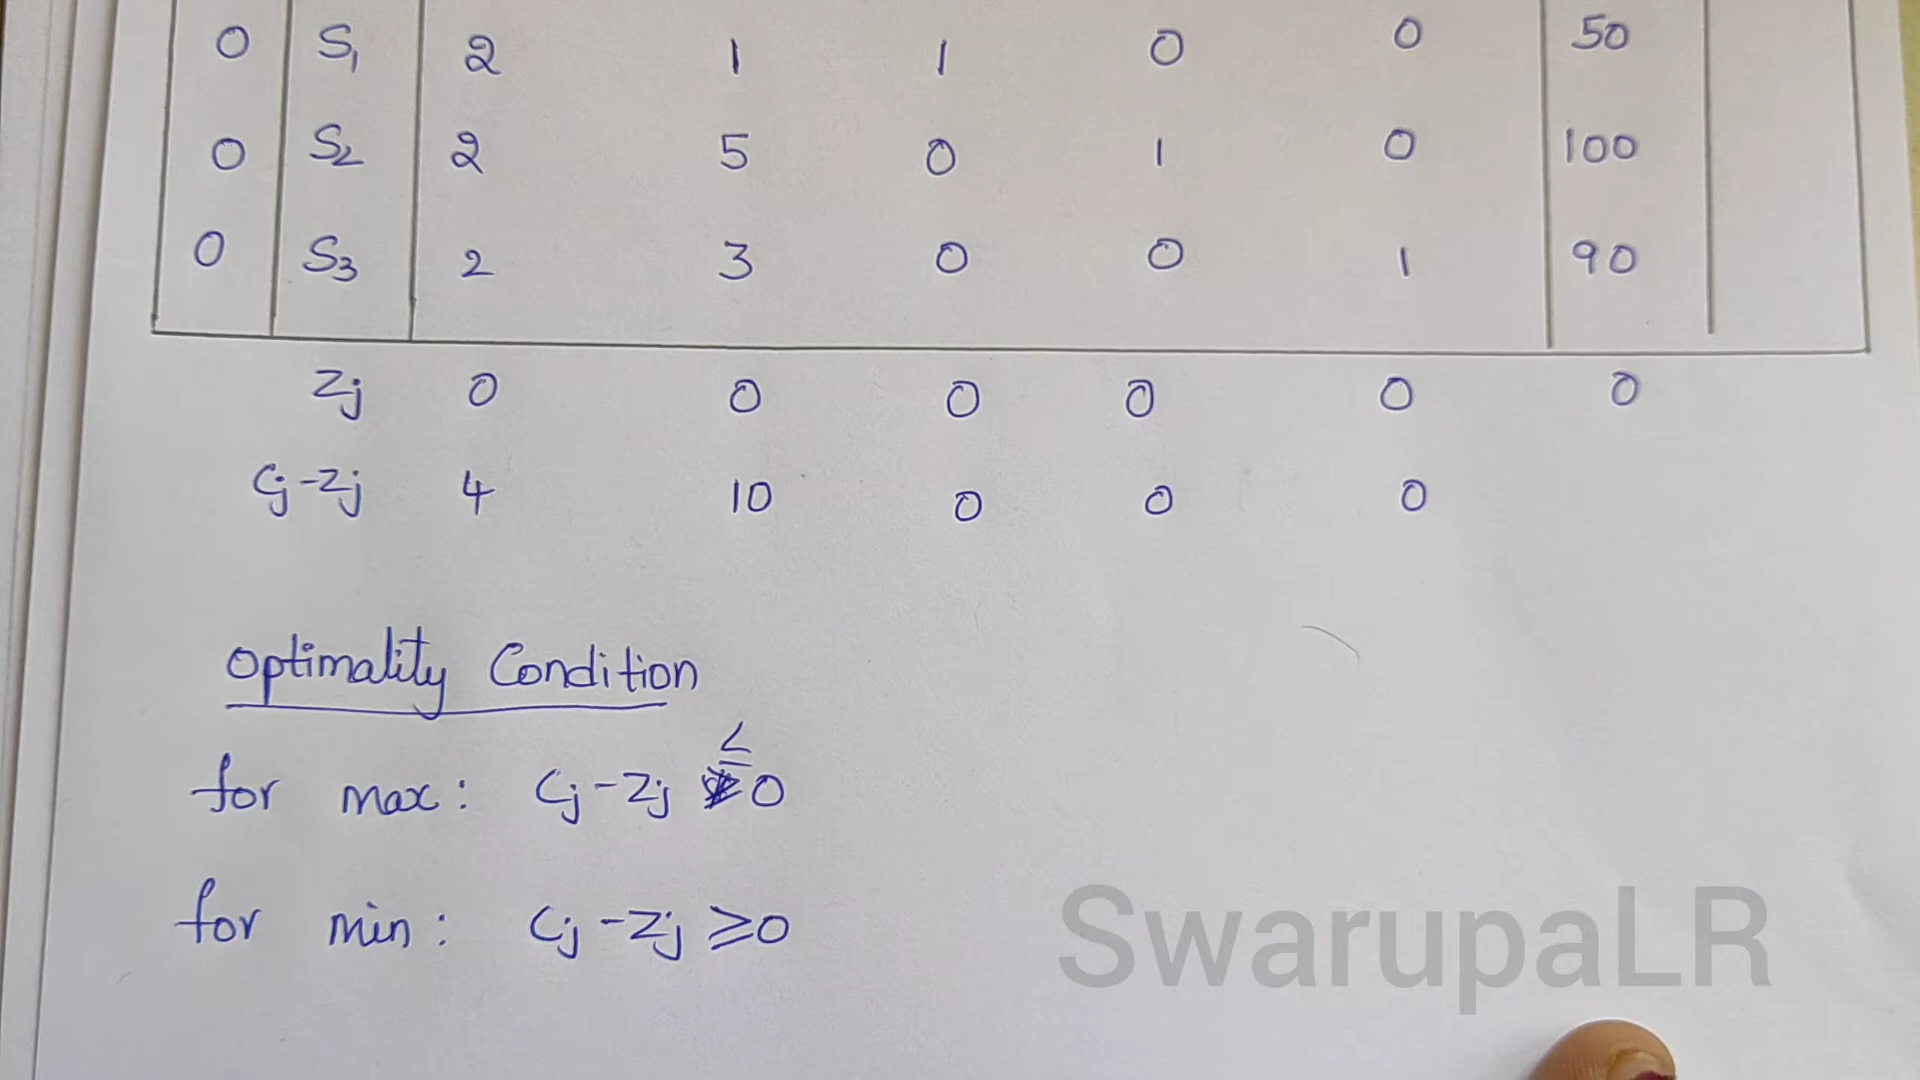 0 S1 2 1 1 0 0 50
0 S2 2 5 0 1 0 100
0 S3 2 3 0 0 1 90
Zj 0 0 0 0 0 0
Cj-Zj 4 10 0 0 0
Optimality Condition
for max: Cj-Zj ≤0
for min: Cj-Zj ≥0
SwarupaLR